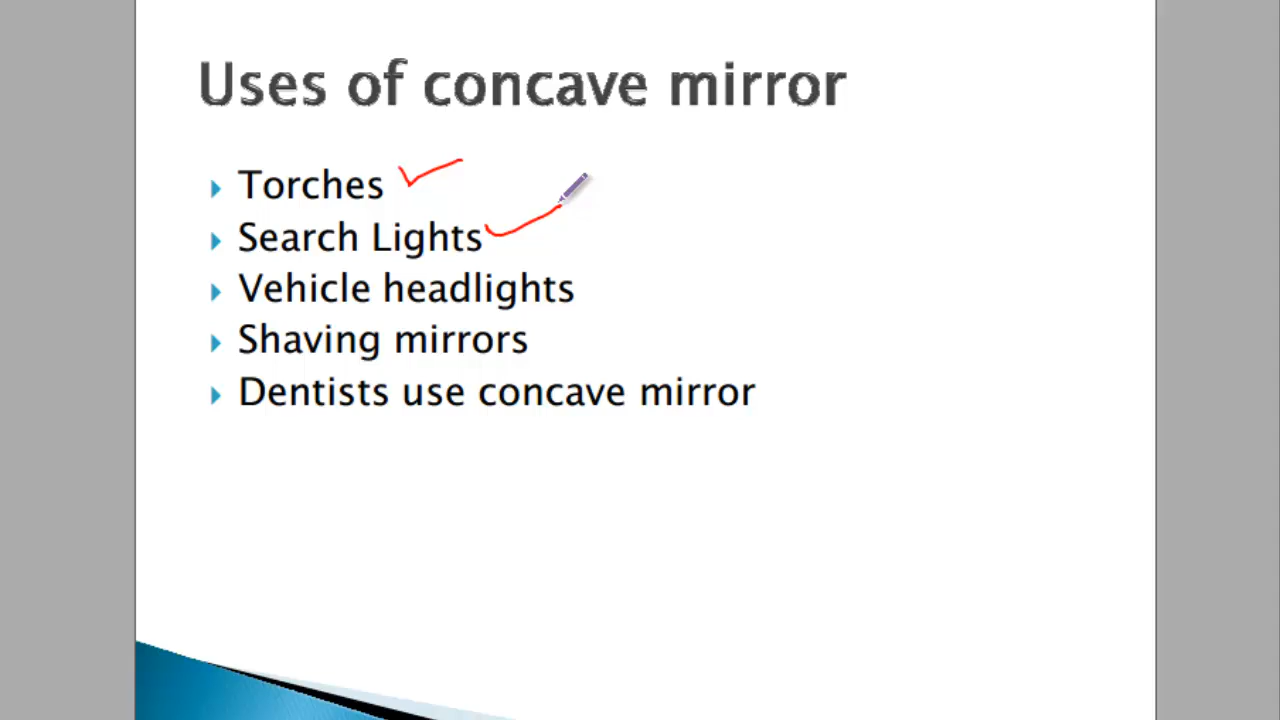 Uses of concave mirror
Torches
Search Lights
Vehicle headlights
Shaving mirrors
Dentists use concave mirror